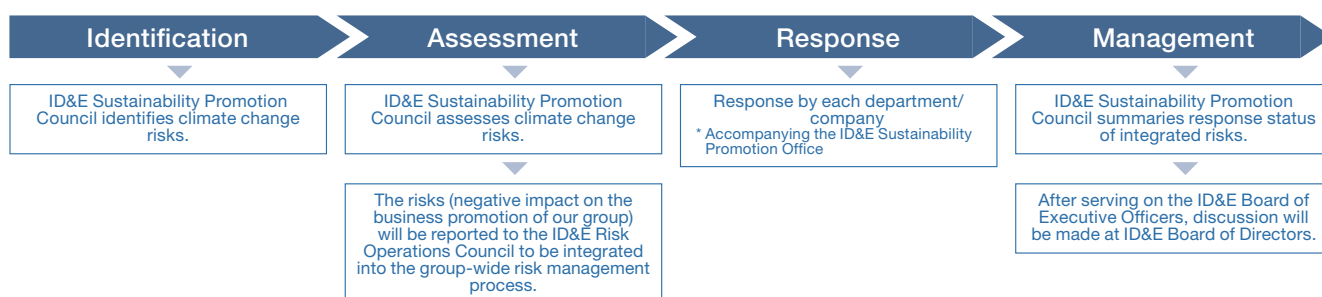 Identification
Assessment
Response
Management
ID&E Sustainability Promotion
Council identifies climate change
risks.
ID&E Sustainability Promotion
Council assesses climate change
risks.
The risks (negative impact on the
business promotion of our group)
will be reported to the ID&E Risk
Operations Council to be integrated
into the group-wide risk management
process.
Response by each department/
company
* Accompanying the ID&E Sustainability
Promotion Office
ID&E Sustainability Promotion
Council summaries response status
of integrated risks.
After serving on the ID&E Board of
Executive Officers, discussion will
be made at ID&E Board of Directors.